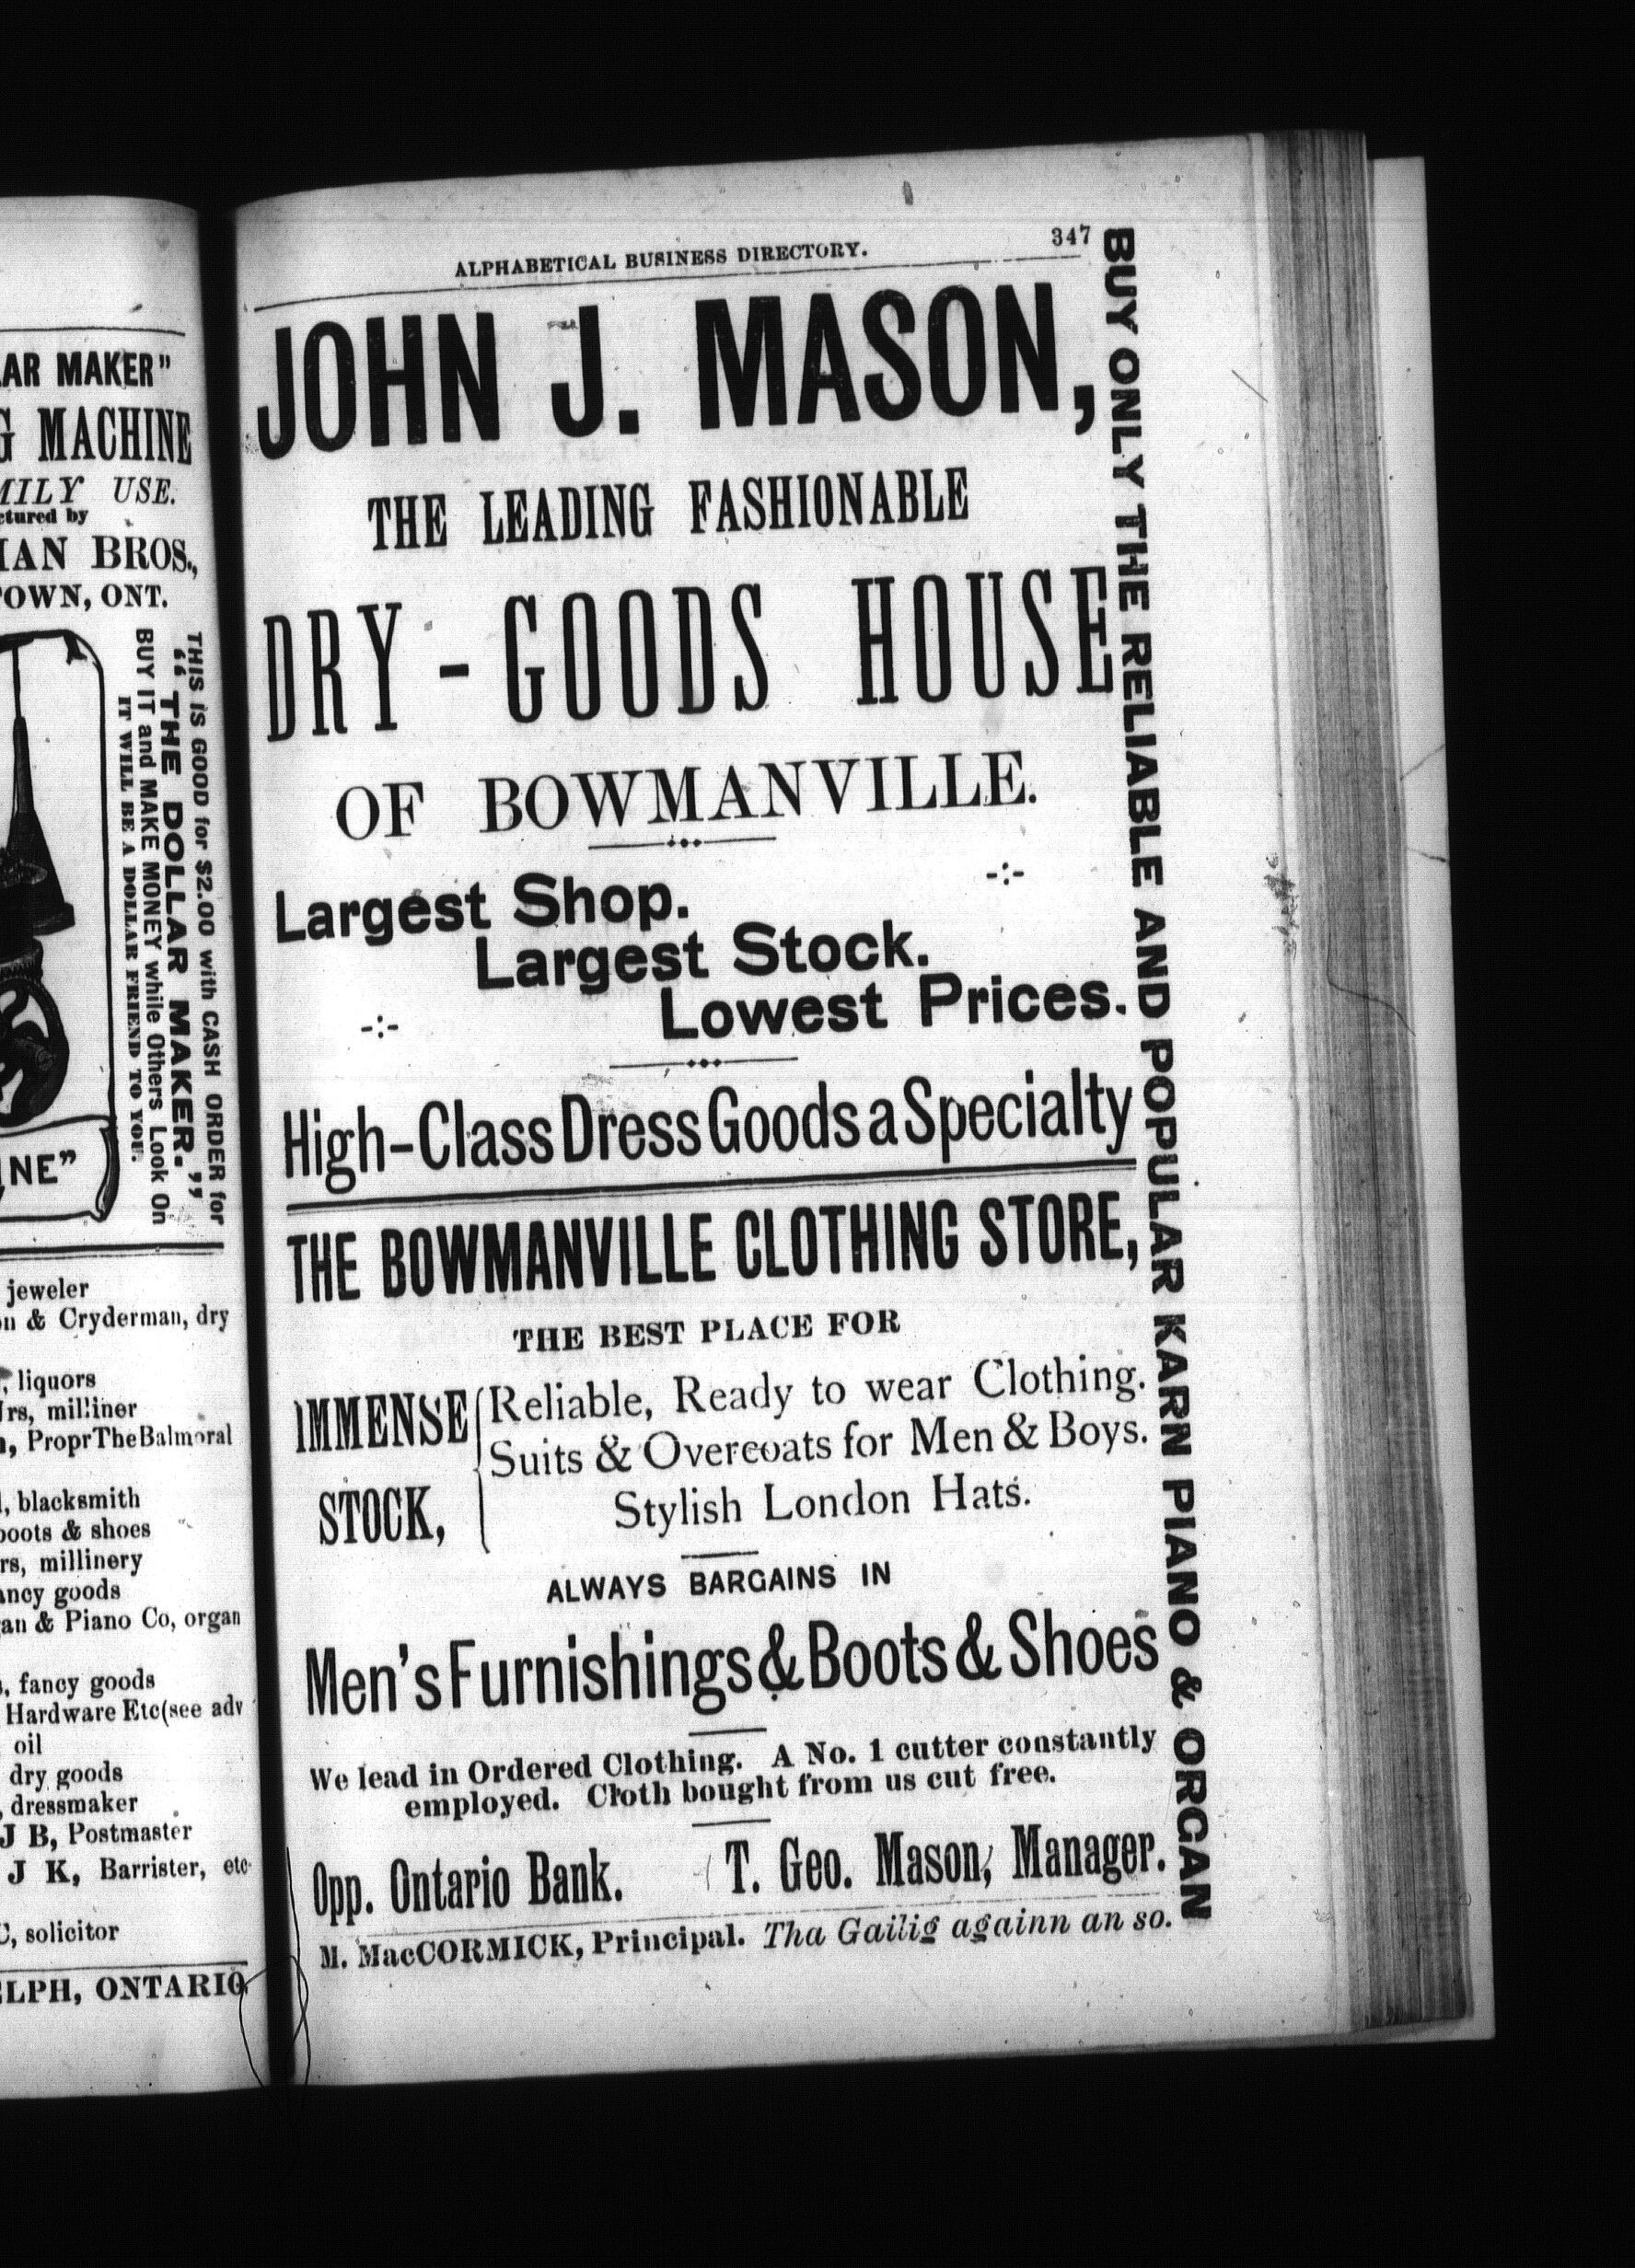 AR MAKER"
G MACHINE
MILY USE.
ctured by
IAN BROS.,
OWN, ONT.
THIS IS GOOD for $2.00 with CASH ORDER for
"THE DOLLAR MAKER."
BUY IT and MAKE MONEY while Others Look On
IT WILL BE A DOLLAR FRIEND TO YOU.
INE"
jeweler
n & Cryderman, dry
, liquors
rs, milliner
, Propr The Balmoral
, blacksmith
boots & shoes
rs, millinery
ancy goods
an & Piano Co, organ
, fancy goods
Hardware Etc (see adv
oil
dry goods
, dressmaker
J B, Postmaster
J K, Barrister, etc
C, solicitor
ELPH, ONTARIO.
ALPHABETICAL BUSINESS DIRECTORY. 347
JOHN J. MASON,
THE LEADING FASHIONABLE
DRY-GOODS HOUSE
OF BOWMANVILLE.
Largest Shop. -:-
Largest Stock.
-:- Lowest Prices.
High-Class Dress Goods a Specialty
THE BOWMANVILLE CLOTHING STORE,
THE BEST PLACE FOR
IMMENSE STOCK,
Reliable, Ready to wear Clothing.
Suits & Overcoats for Men & Boys.
Stylish London Hats.
ALWAYS BARGAINS IN
Men's Furnishings & Boots & Shoes
We lead in Ordered Clothing. A No. 1 cutter constantly
employed. Cloth bought from us cut free.
Opp. Ontario Bank. T. Geo. Mason, Manager.
M. MacCORMICK, Principal. Tha Gailig againn an so.
BUY ONLY THE RELIABLE AND POPULAR KARN PIANO & ORGAN